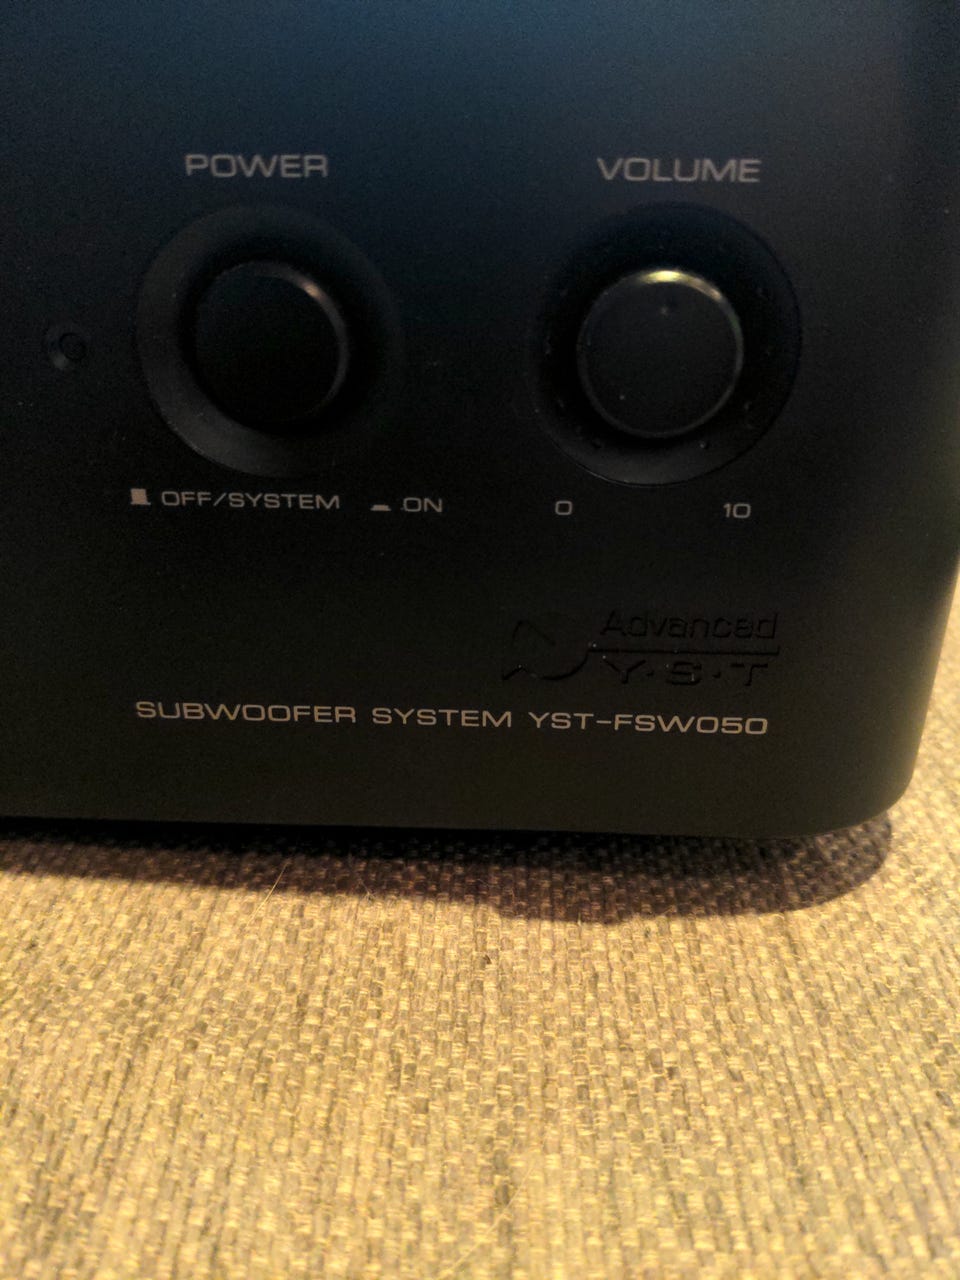 POWER
VOLUME
OFF/SYSTEM ON
0 10
Advanced
Y·S·T
SUBWOOFER SYSTEM YST-FSW050